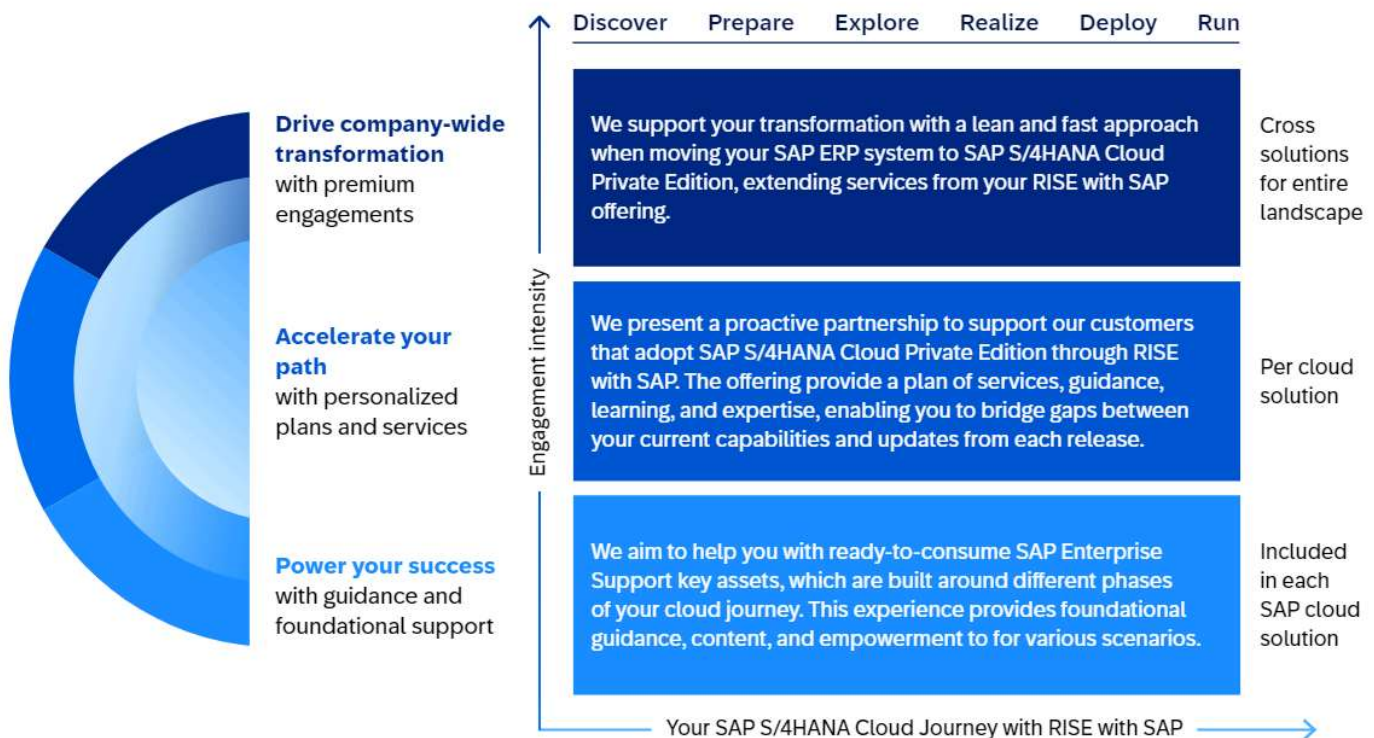 Discover Prepare Explore Realize Deploy Run
Drive company-wide
transformation
with premium
engagements
We support your transformation with a lean and fast approach
when moving your SAP ERP system to SAP S/4HANA Cloud
Private Edition, extending services from your RISE with SAP
offering.
Cross
solutions
for entire
landscape
Engagement intensity
Accelerate your
path
with personalized
plans and services
We present a proactive partnership to support our customers
that adopt SAP S/4HANA Cloud Private Edition through RISE
with SAP. The offering provide a plan of services, guidance,
learning, and expertise, enabling you to bridge gaps between
your current capabilities and updates from each release.
Per cloud
solution
Power your success
with guidance and
foundational support
We aim to help you with ready-to-consume SAP Enterprise
Support key assets, which are built around different phases
of your cloud journey. This experience provides foundational
guidance, content, and empowerment to for various scenarios.
Included
in each
SAP cloud
solution
Your SAP S/4HANA Cloud Journey with RISE with SAP